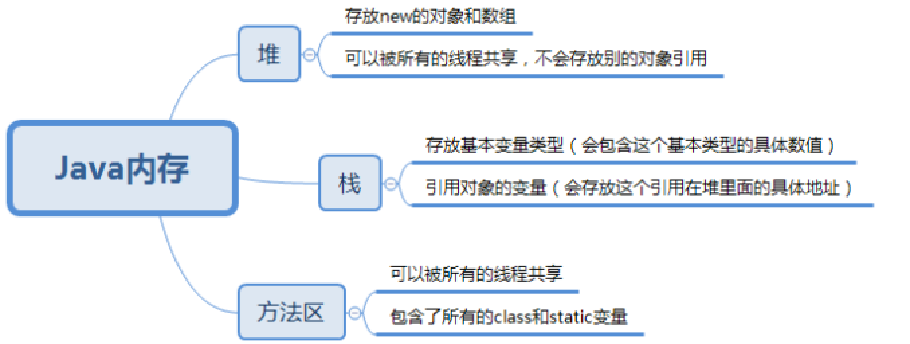 存放new的对象和数组
堆
可以被所有的线程共享，不会存放别的对象引用
Java内存
存放基本变量类型（会包含这个基本类型的具体数值）
栈
引用对象的变量（会存放这个引用在堆里面的具体地址）
可以被所有的线程共享
方法区
包含了所有的class和static变量